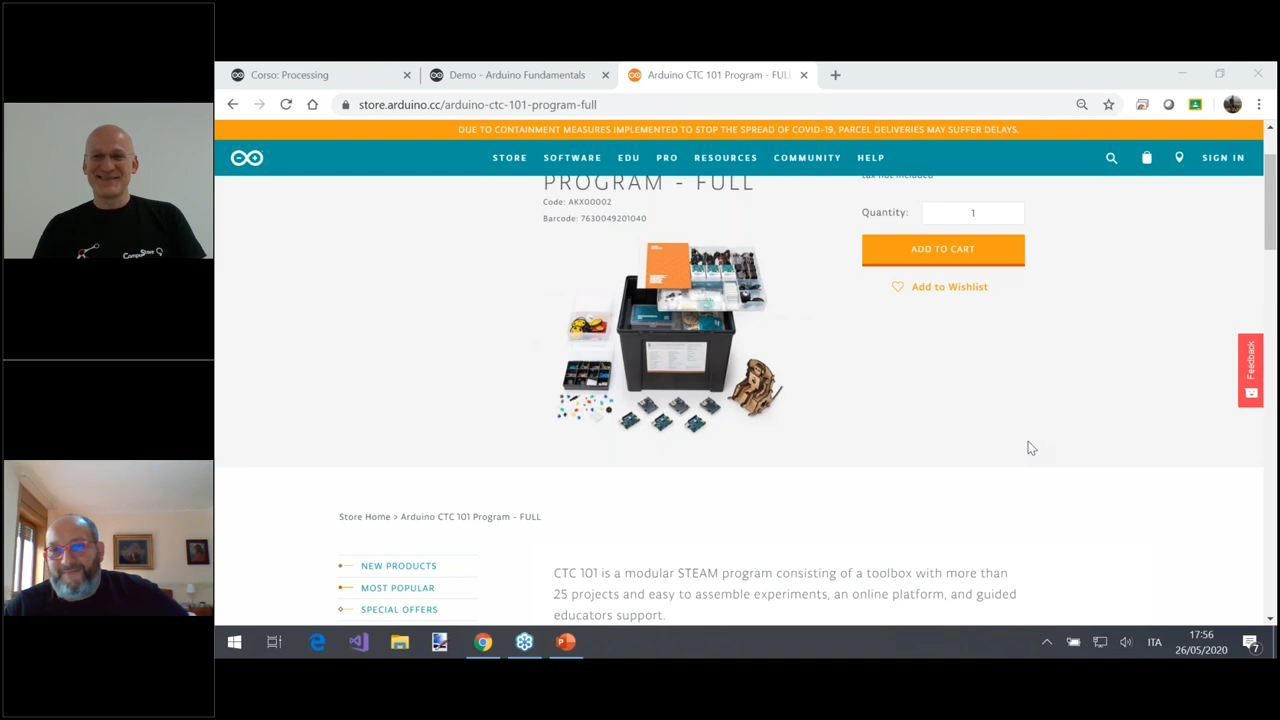 Corso: Processing
Demo - Arduino Fundamentals
Arduino CTC 101 Program - FULL
store.arduino.cc/arduino-ctc-101-program-full
DUE TO CONTAINMENT MEASURES IMPLEMENTED TO STOP THE SPREAD OF COVID-19, PARCEL DELIVERIES MAY SUFFER DELAYS.
STORE SOFTWARE EDU PRO RESOURCES COMMUNITY HELP SIGN IN
PROGRAM - FULL
tax not included
Code: AKX00002
Barcode: 7630049201040
Quantity: 1
ADD TO CART
Add to Wishlist
Feedback
Store Home > Arduino CTC 101 Program - FULL
NEW PRODUCTS
MOST POPULAR
SPECIAL OFFERS
CTC 101 is a modular STEAM program consisting of a toolbox with more than
25 projects and easy to assemble experiments, an online platform, and guided
educators support.
ITA
17:56
26/05/2020
7